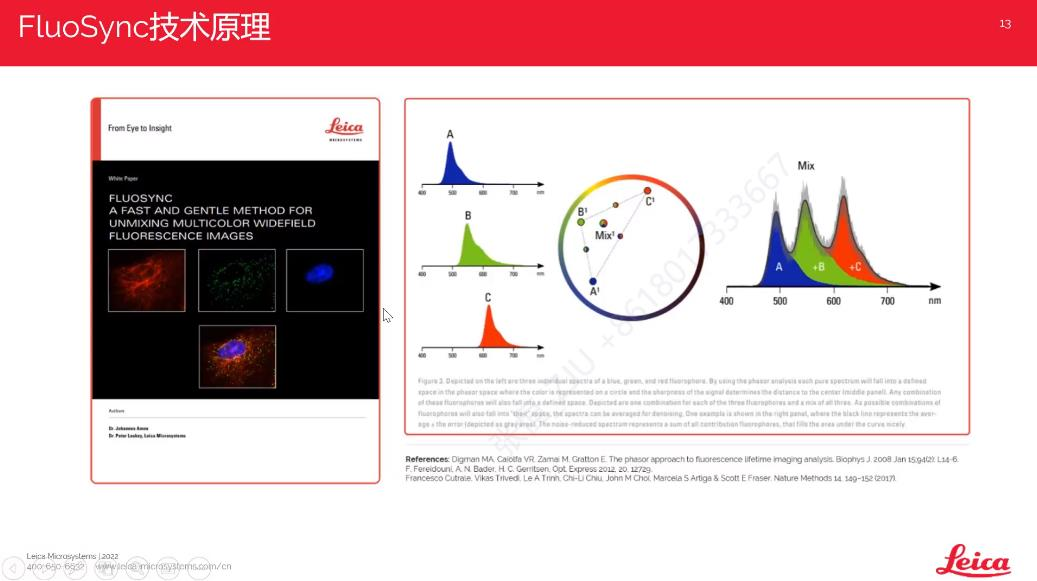 FluoSync技术原理
13
From Eye to Insight
Leica
MICROSYSTEMS
White Paper
FLUOSYNC
A FAST AND GENTLE METHOD FOR
UNMIXING MULTICOLOR WIDEFIELD
FLUORESCENCE IMAGES
Authors
Dr. Peter Laskey, Leica Microsystems
A
400 500 600 700 nm
B
400 500 600 700 nm
C
400 500 600 700 nm
B¹
C¹
Mix¹
A¹
Mix
A +B +C
400 500 600 700 nm
Figure 3. Depicted on the left are three individual spectra of a blue, green, and red fluorophore. By using the phasor analysis each pure spectrum will fall into a defined
space in the phasor space where the color is represented on a circle and the sharpness of the signal determines the distance to the center (middle panel). Any combination
of these fluorophores will also fall into a defined space. Depicted are one combination for each of the three fluorophores and a mix of all three. As possible combinations of
fluorophores will also fall into "their" space, the spectra can be averaged for denoising. One example is shown in the right panel, where the black line represents the aver-
age ± the error (depicted as gray area). The noise-reduced spectrum represents a sum of all contribution fluorophores, that fills the area under the curve nicely.
References: Digman MA, Caiolfa VR, Zamai M, Gratton E. The phasor approach to fluorescence lifetime imaging analysis. Biophys J. 2008 Jan 15;94(2): L14-6.
F. Fereidouni, A. N. Bader, H. C. Gerritsen, Opt. Express 2012, 20, 12729.
Francesco Cutrale, Vikas Trivedi, Le A Trinh, Chi-Li Chiu, John M Choi, Marcela S Artiga & Scott E Fraser. Nature Methods 14, 149–152 (2017).
+8618017333667
Leica Microsystems | 2022
400-650-6632 www.leica-microsystems.com/cn
Leica